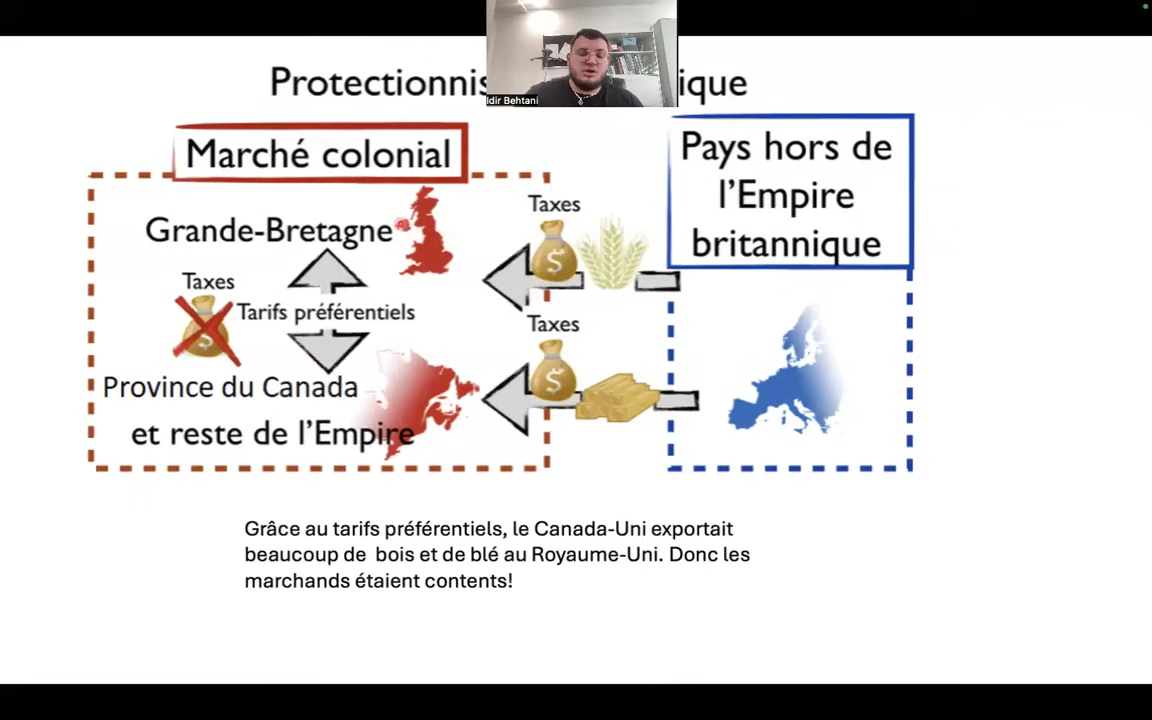 Protectionnis ique
Idir Behtani
Marché colonial
Pays hors de
l'Empire
britannique
Grande-Bretagne
Taxes
Taxes
Tarifs préférentiels
Taxes
Province du Canada
et reste de l'Empire
Grâce au tarifs préférentiels, le Canada-Uni exportait
beaucoup de bois et de blé au Royaume-Uni. Donc les
marchands étaient contents!